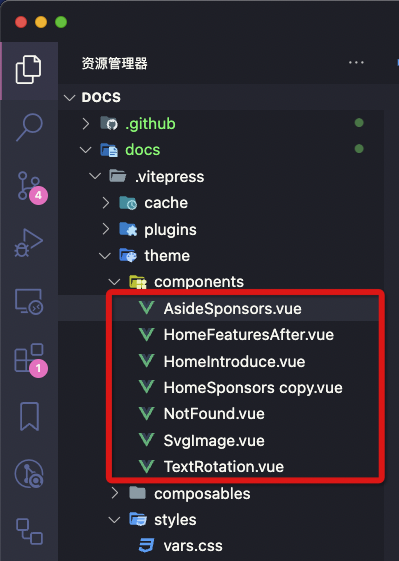 资源管理器
DOCS
.github
docs
.vitepress
cache
plugins
theme
components
AsideSponsors.vue
HomeFeaturesAfter.vue
HomeIntroduce.vue
HomeSponsors copy.vue
NotFound.vue
SvgImage.vue
TextRotation.vue
composables
styles
vars.css
4
1